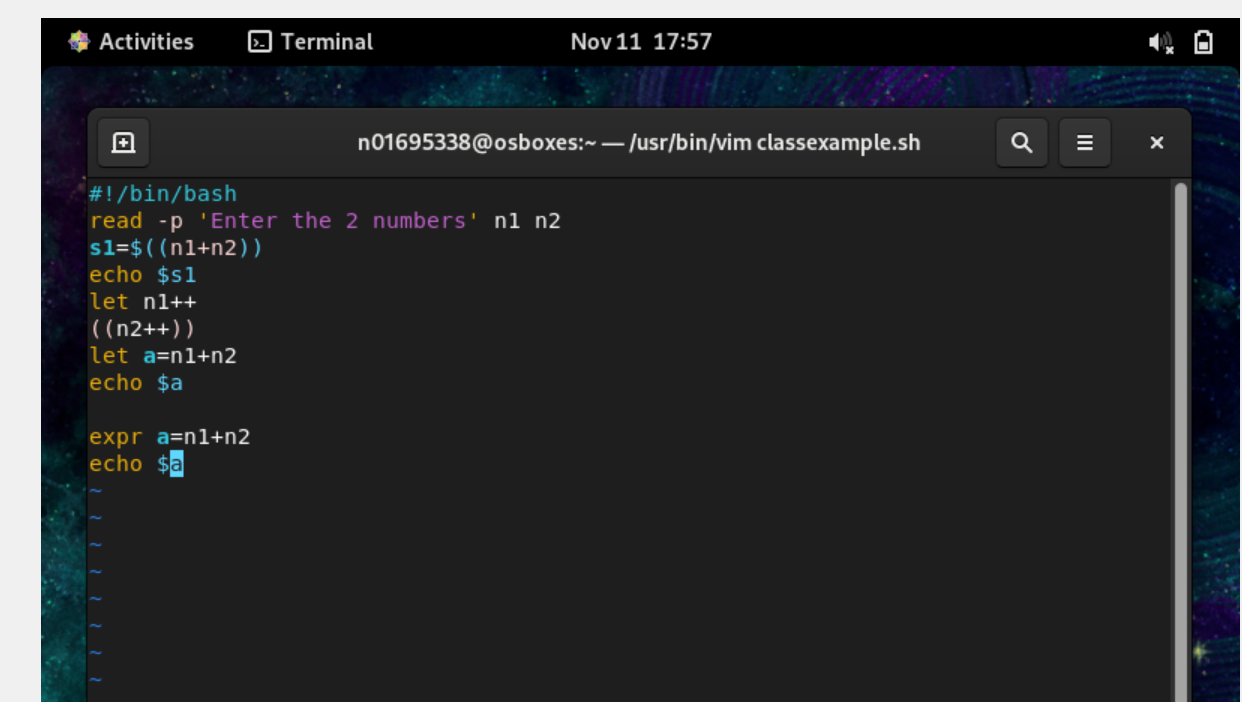 Activities Terminal Nov 11 17:57
n01695338@osboxes:~ — /usr/bin/vim classexample.sh
#!/bin/bash
read -p 'Enter the 2 numbers' n1 n2
s1=$((n1+n2))
echo $s1
let n1++
((n2++))
let a=n1+n2
echo $a
expr a=n1+n2
echo $a
~
~
~
~
~
~
~
~